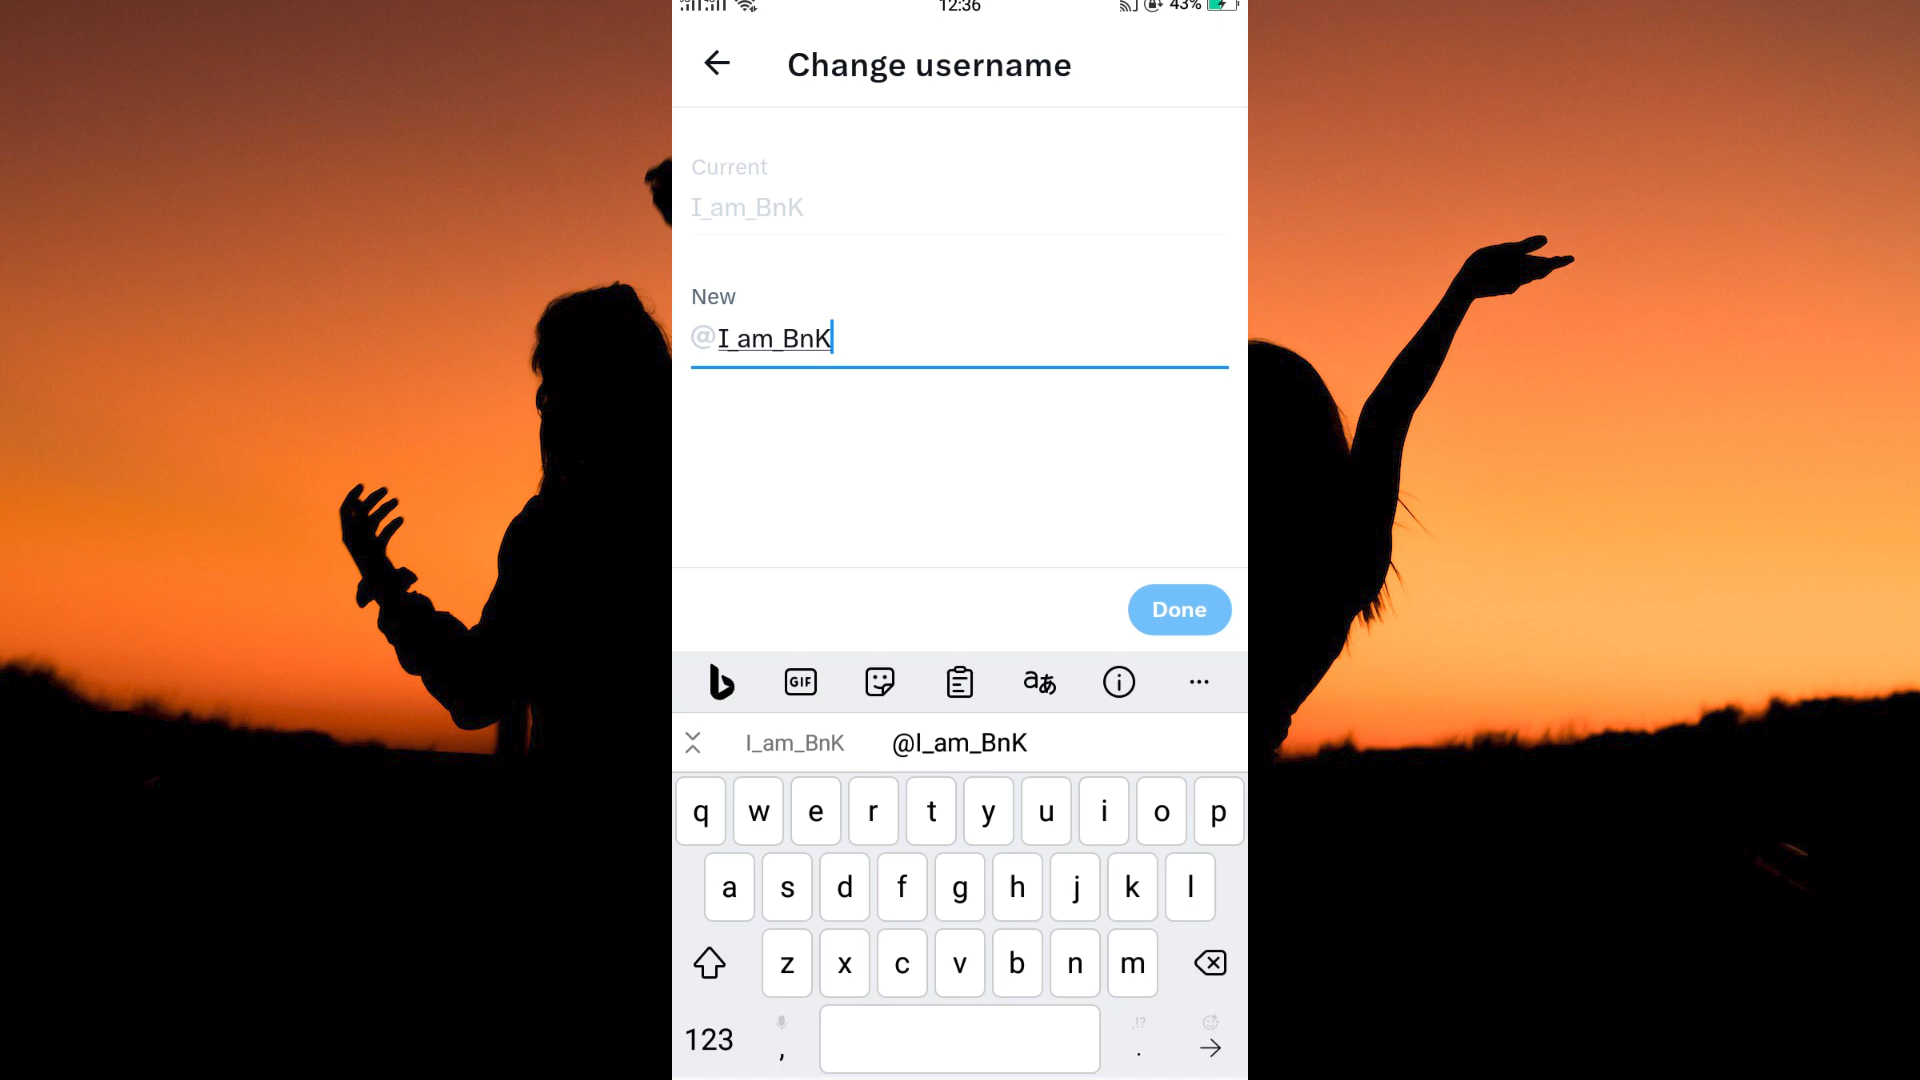 12:36 43%
Change username
Current
I_am_BnK
New
@I_am_BnK
Done
GIF aあ
I_am_BnK @I_am_BnK
q w e r t y u i o p
a s d f g h j k l
z x c v b n m
,!?
123 , .